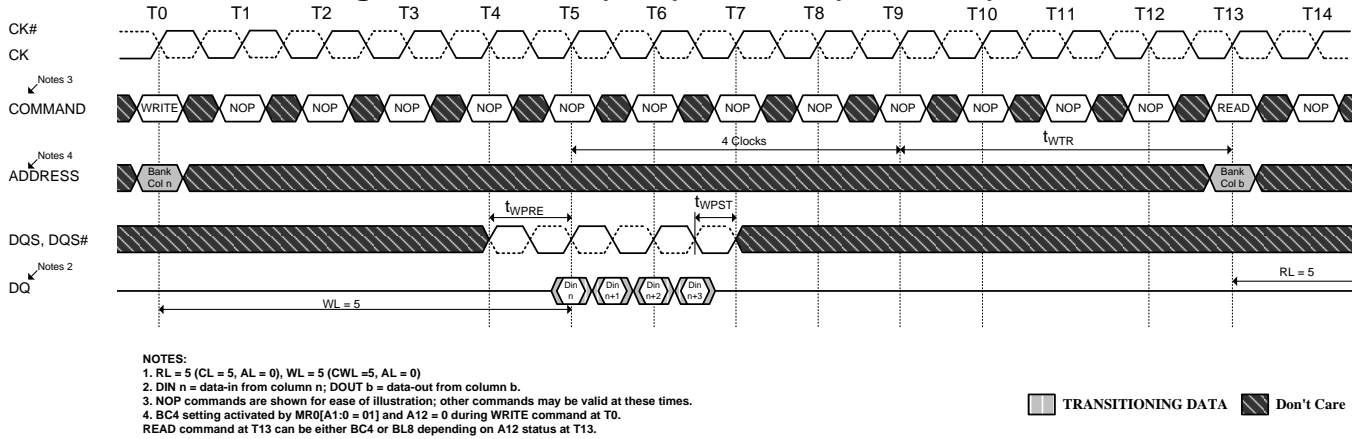 T0 T1 T2 T3 T4 T5 T6 T7 T8 T9 T10 T11 T12 T13 T14
CK#
CK
Notes 3
COMMAND WRITE NOP NOP NOP NOP NOP NOP NOP NOP NOP NOP NOP NOP READ NOP
4 Clocks tWTR
Notes 4
ADDRESS Bank Col n Bank Col b
tWPRE tWPST
DQS, DQS#
Notes 2
DQ Din n Din n+1 Din n+2 Din n+3 RL = 5
WL = 5
NOTES:
1. RL = 5 (CL = 5, AL = 0), WL = 5 (CWL =5, AL = 0)
2. DIN n = data-in from column n; DOUT b = data-out from column b.
3. NOP commands are shown for ease of illustration; other commands may be valid at these times.
4. BC4 setting activated by MR0[A1:0 = 01] and A12 = 0 during WRITE command at T0.
READ command at T13 can be either BC4 or BL8 depending on A12 status at T13.
TRANSITIONING DATA Don't Care